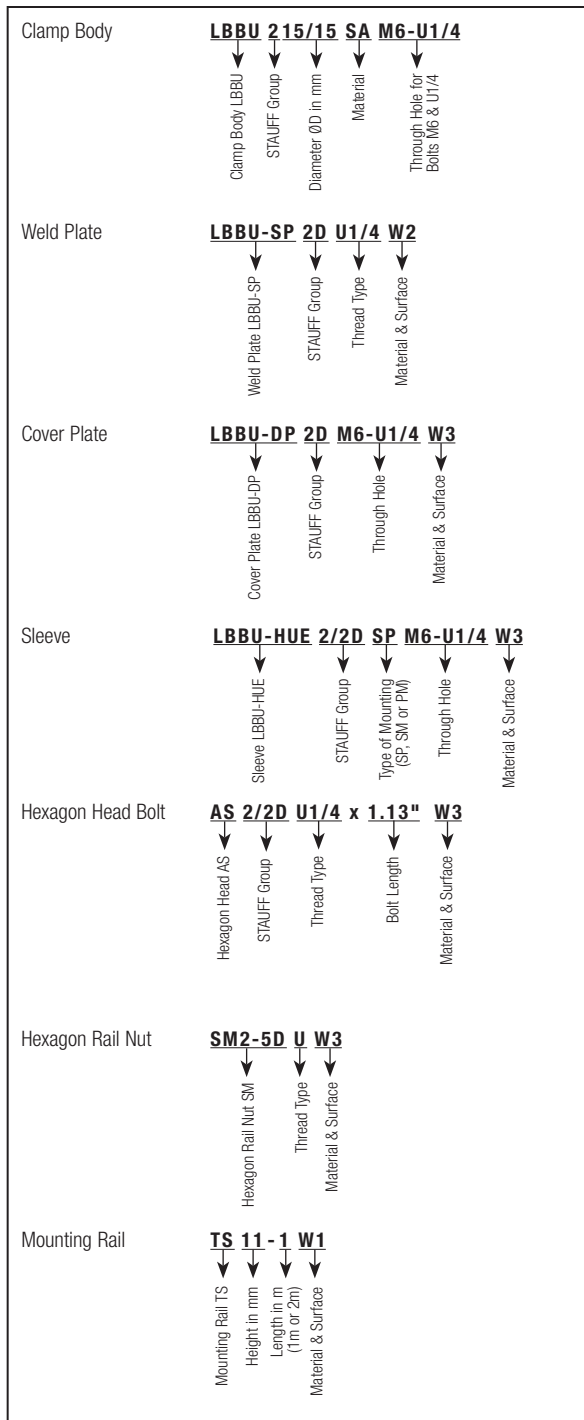 Clamp Body
LBBU 215/15 SA M6-U1/4
Clamp Body LBBU
STAUFF Group
Diameter ØD in mm
Material
Through Hole for
Bolts M6 & U1/4
Weld Plate
LBBU-SP 2D U1/4 W2
Weld Plate LBBU-SP
STAUFF Group
Thread Type
Material & Surface
Cover Plate
LBBU-DP 2D M6-U1/4 W3
Cover Plate LBBU-DP
STAUFF Group
Through Hole
Material & Surface
Sleeve
LBBU-HUE 2/2D SP M6-U1/4 W3
Sleeve LBBU-HUE
STAUFF Group
Type of Mounting
(SP, SM or PM)
Through Hole
Material & Surface
Hexagon Head Bolt
AS 2/2D U1/4 x 1.13" W3
Hexagon Head AS
STAUFF Group
Thread Type
Bolt Length
Material & Surface
Hexagon Rail Nut
SM2-5D U W3
Hexagon Rail Nut SM
Thread Type
Material & Surface
Mounting Rail
TS 11-1 W1
Mounting Rail TS
Height in mm
Length in m
(1m or 2m)
Material & Surface